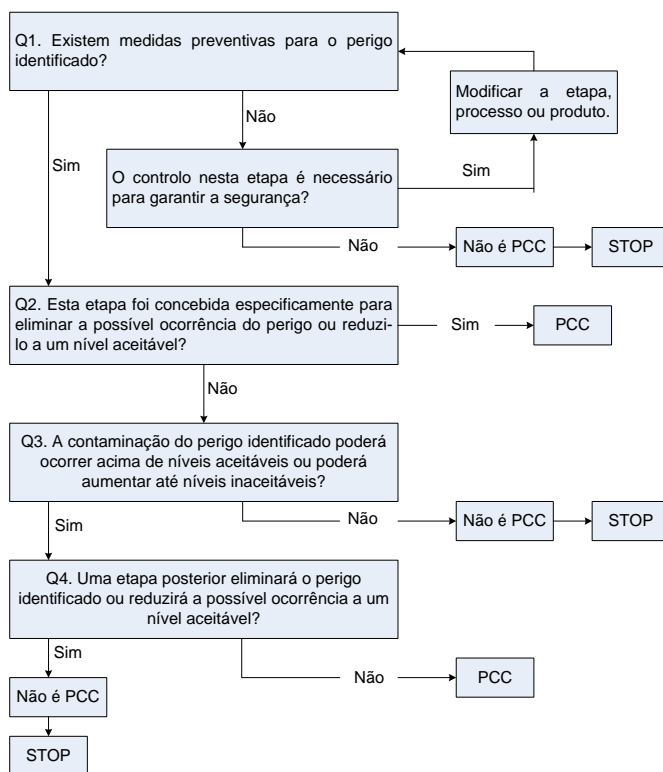 Q1. Existem medidas preventivas para o perigo
identificado?
Modificar a etapa,
processo ou produto.
Não
Sim
O controlo nesta etapa é necessário
para garantir a segurança?
Sim
Não
Não é PCC
STOP
Q2. Esta etapa foi concebida especificamente para
eliminar a possível ocorrência do perigo ou reduzi-
lo a um nível aceitável?
Sim
PCC
Não
Q3. A contaminação do perigo identificado poderá
ocorrer acima de níveis aceitáveis ou poderá
aumentar até níveis inaceitáveis?
Não
Não é PCC
STOP
Sim
Q4. Uma etapa posterior eliminará o perigo
identificado ou reduzirá a possível ocorrência a um
nível aceitável?
Sim
Não
PCC
Não é PCC
STOP